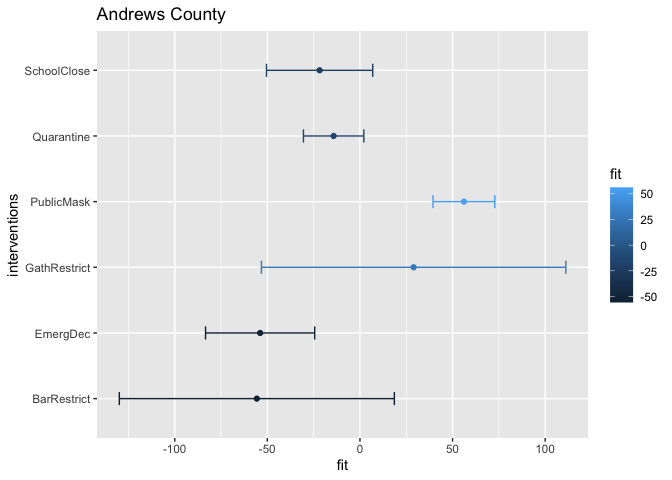 Andrews County
SchoolClose
Quarantine
PublicMask
GathRestrict
EmergDec
BarRestrict
interventions
-100
-50
0
50
100
fit
fit
50
25
0
-25
-50